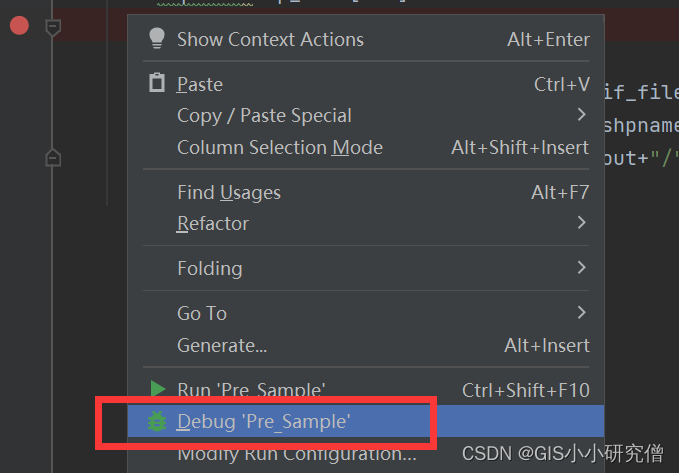 Show Context Actions Alt+Enter
Paste Ctrl+V
if_file
Copy / Paste Special
shpname
Column Selection Mode Alt+Shift+Insert
out+"/"
Find Usages Alt+F7
Refactor
Folding
Go To
Generate... Alt+Insert
Run 'Pre_Sample' Ctrl+Shift+F10
Debug 'Pre_Sample'
Modify Run Configuration...
CSDN @GIS小小研究僧